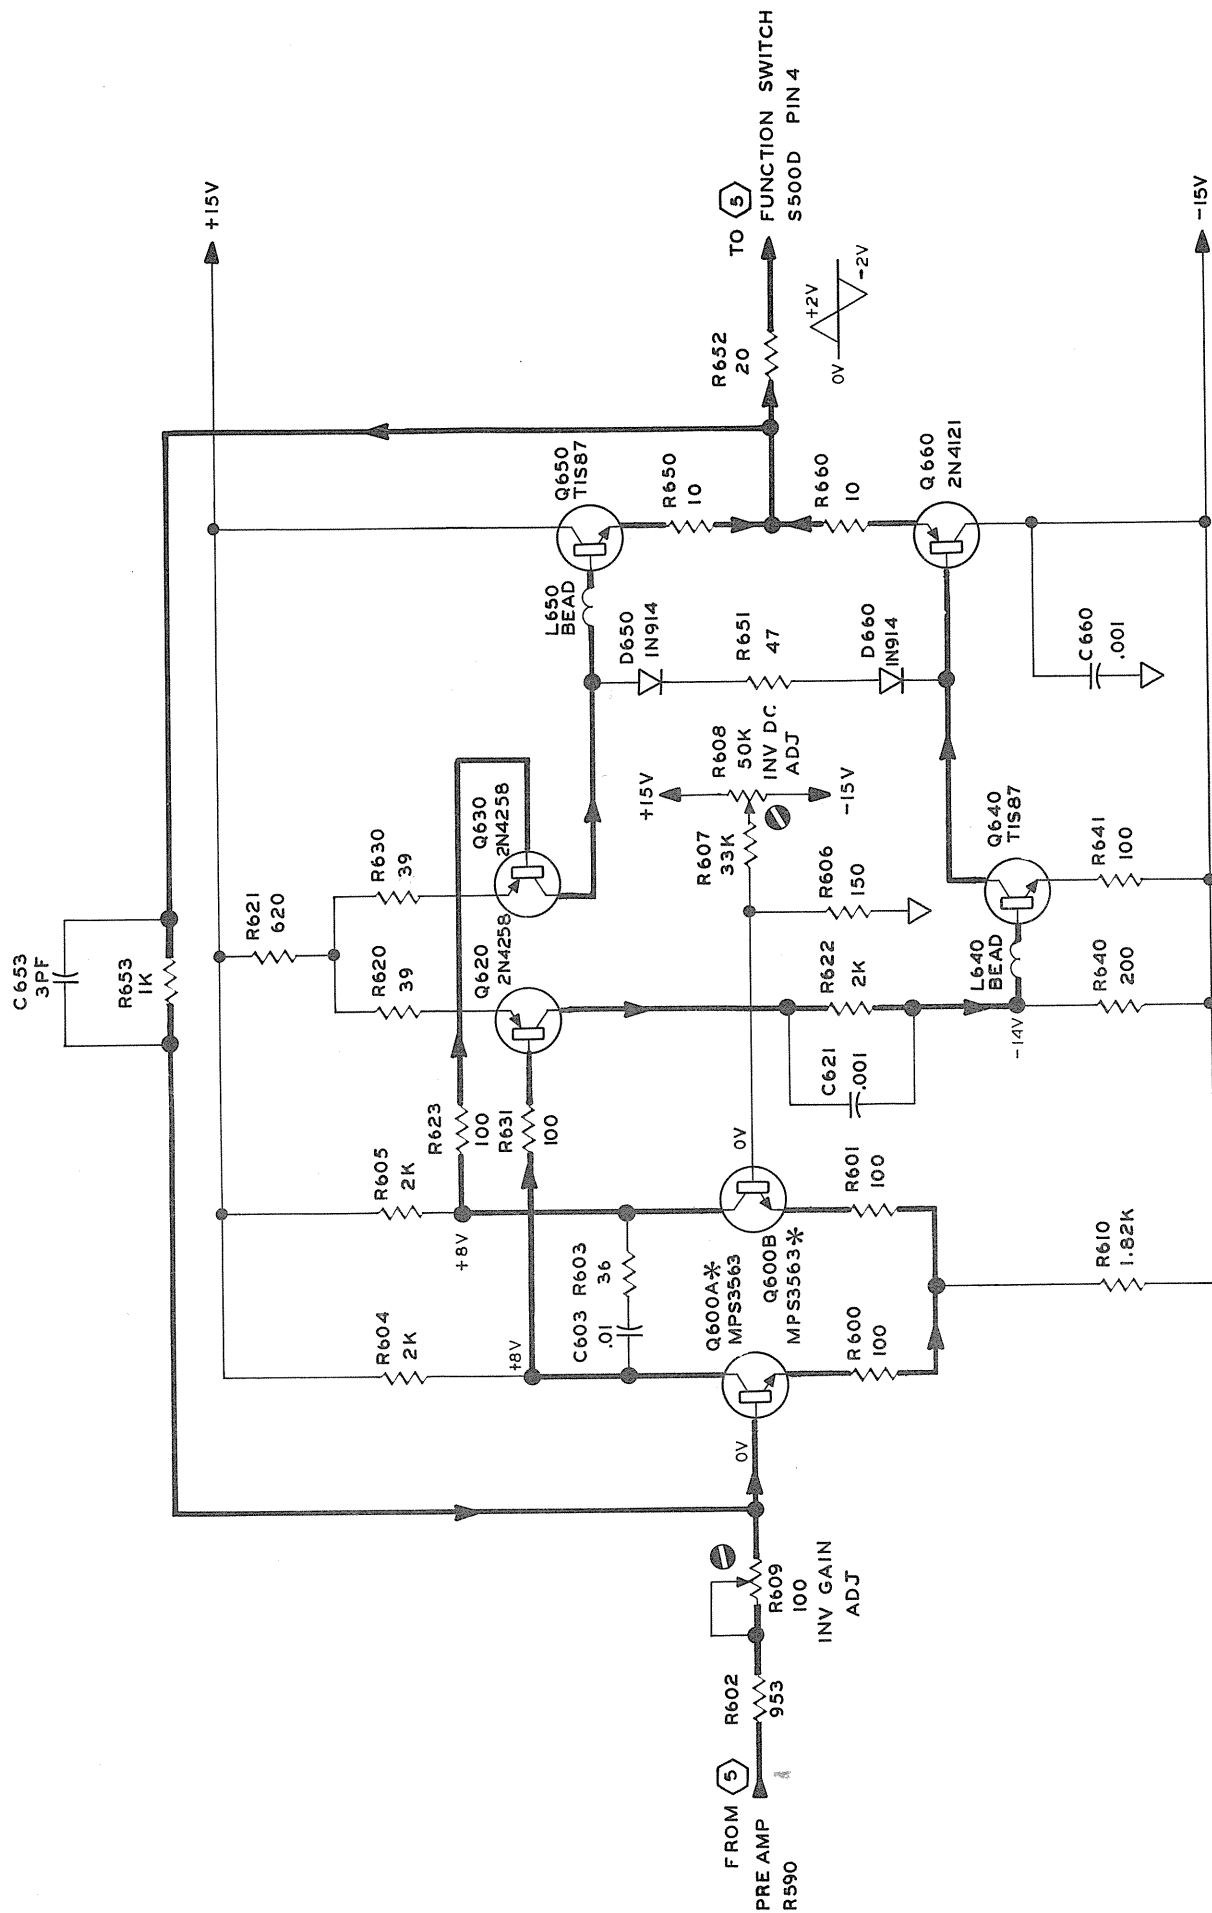 C653
3PF
R653
1K
+15V
R621
620
R630
39
R620
39
Q630
2N4258
Q620
2N4258
R605
2K
R604
2K
R623
100
R631
100
+8V
+8V
C603
.01
R603
36
Q600A*
MPS3563
Q600B
MPS3563*
0V
0V
R600
100
R601
100
R610
1.82K
FROM 5
PRE AMP
R590
R602
953
R609
100
INV GAIN
ADJ
C621
.001
R622
2K
R606
150
R607
33K
+15V
R608
50K
INV DC
ADJ
-15V
-14V
L640
BEAD
R640
200
Q640
TIS87
R641
100
L650
BEAD
Q650
TIS87
D650
1N914
R651
47
D660
1N914
R650
10
R660
10
Q660
2N4121
C660
.001
R652
20
0V
+2V
-2V
TO 5
FUNCTION SWITCH
S500D PIN 4
-15V